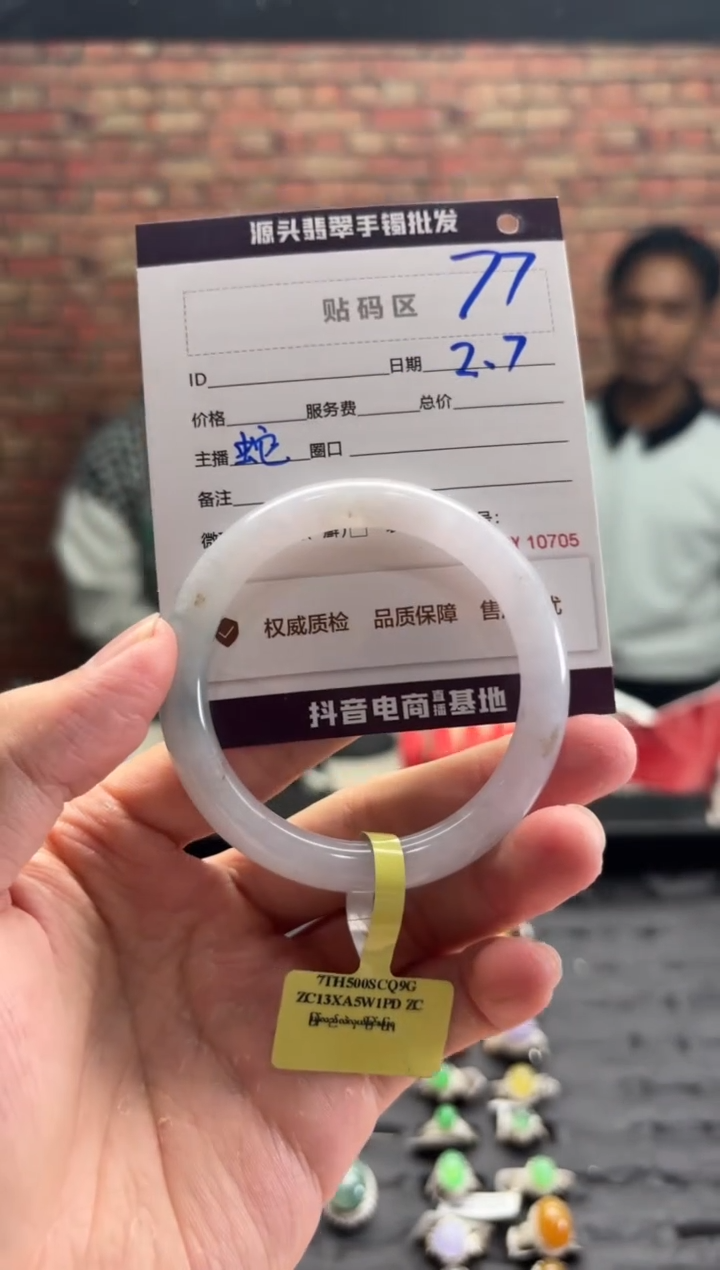 源头翡翠手镯批发
贴码区 77
ID 日期 2、7
价格 服务费 总价
主播 蛇 圈口
备注
10705
权威质检 品质保障 售
抖音电商直播基地
7TH500SCQ9G
ZC13XA5W1PD ZC